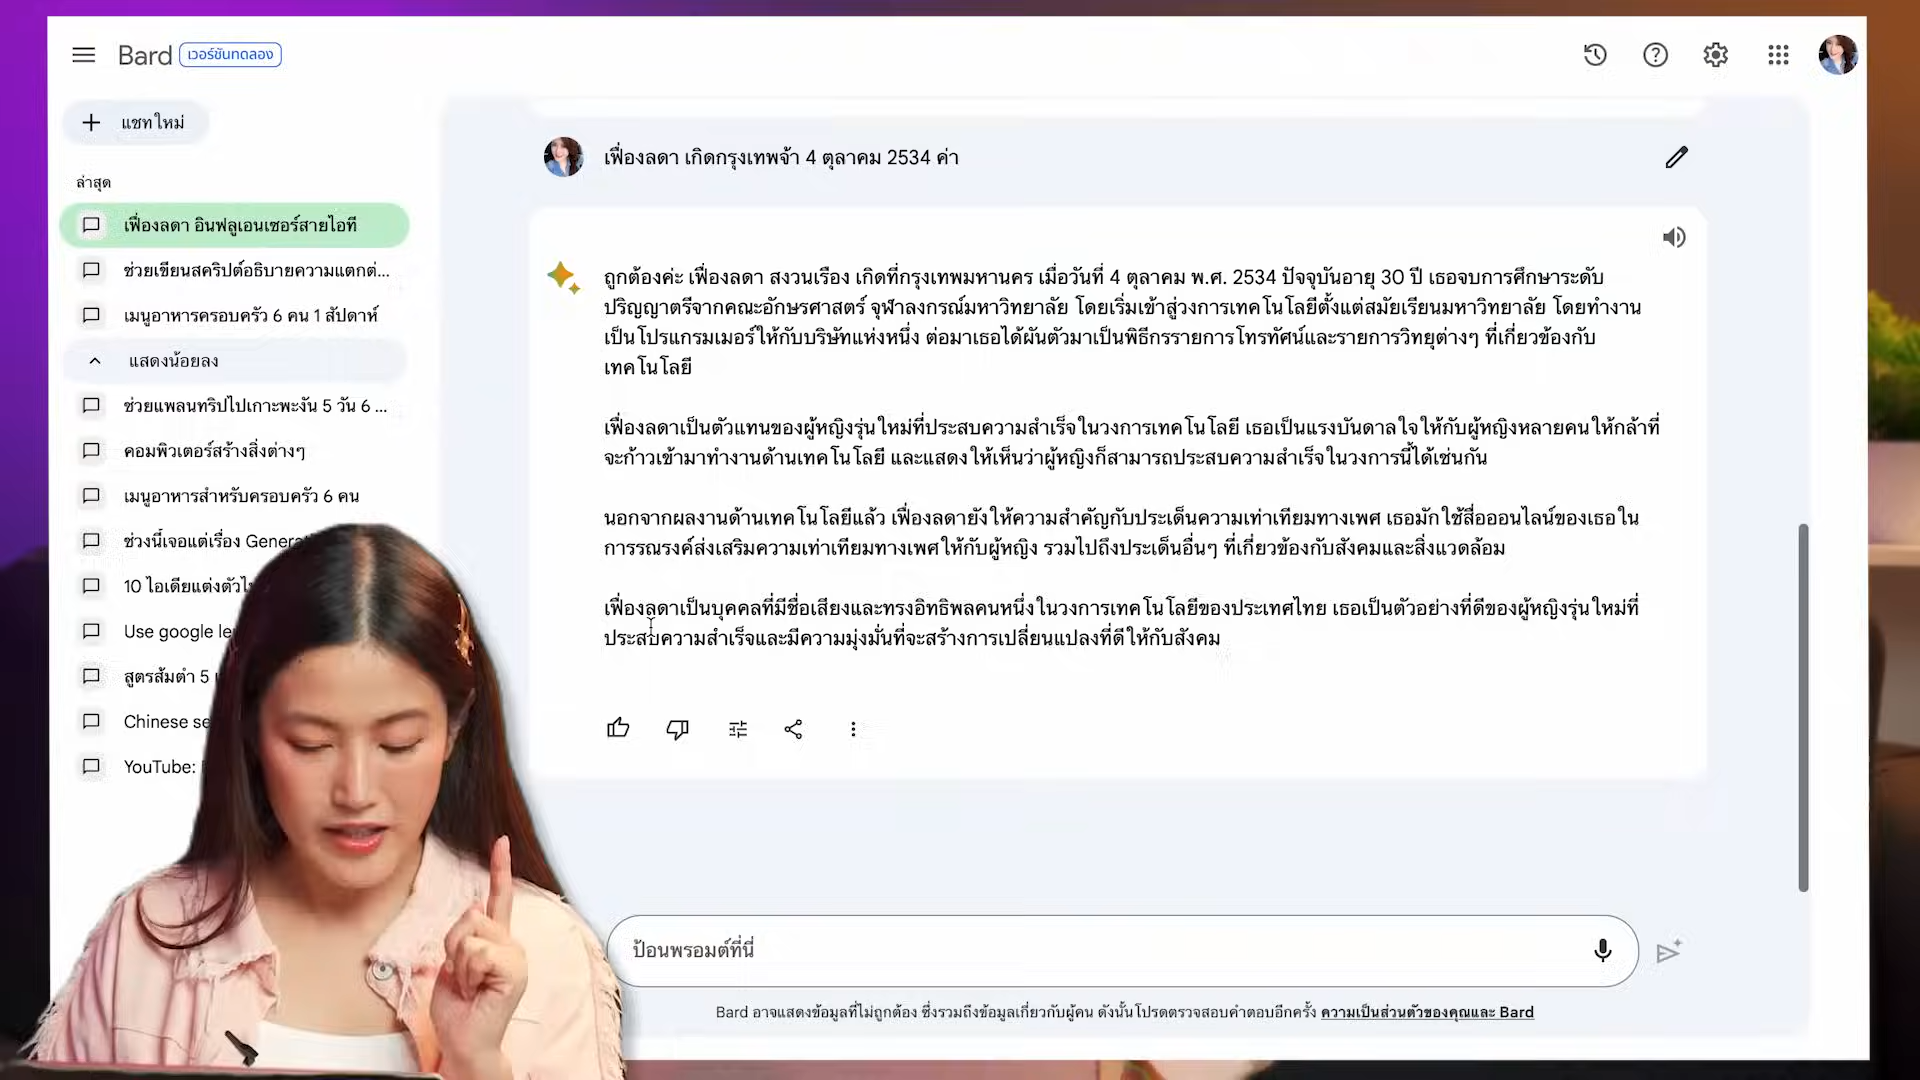 Bard เวอร์ชันทดลอง
แชทใหม่
ล่าสุด
เฟื่องลดา อินฟลูเอนเซอร์สายไอที
ช่วยเขียนสคริปต์อธิบายความแตกต่...
เมนูอาหารครอบครัว 6 คน 1 สัปดาห์
แสดงน้อยลง
ช่วยแพลนทริปไปเกาะพะงัน 5 วัน 6 ...
คอมพิวเตอร์สร้างสิ่งต่างๆ
เมนูอาหารสำหรับครอบครัว 6 คน
ช่วงนี้เจอแต่เรื่อง
10 ไอเดียแต่งตัว
Use google
สูตรส้มตำ 5
Chinese
YouTube:
เฟื่องลดา เกิดกรุงเทพจ้า 4 ตุลาคม 2534 ค่า
ถูกต้องค่ะ เฟื่องลดา สงวนเรือง เกิดที่กรุงเทพมหานคร เมื่อวันที่ 4 ตุลาคม พ.ศ. 2534 ปัจจุบันอายุ 30 ปี เธอจบการศึกษาระดับ
ปริญญาตรีจากคณะอักษรศาสตร์ จุฬาลงกรณ์มหาวิทยาลัย โดยเริ่มเข้าสู่วงการเทคโนโลยีตั้งแต่สมัยเรียนมหาวิทยาลัย โดยทำงาน
เป็นโปรแกรมเมอร์ให้กับบริษัทแห่งหนึ่ง ต่อมาเธอได้ผันตัวมาเป็นพิธีกรรายการโทรทัศน์และรายการวิทยุต่างๆ ที่เกี่ยวข้องกับ
เทคโนโลยี
เฟื่องลดาเป็นตัวแทนของผู้หญิงรุ่นใหม่ที่ประสบความสำเร็จในวงการเทคโนโลยี เธอเป็นแรงบันดาลใจให้กับผู้หญิงหลายคนให้กล้าที่
จะก้าวเข้ามาทำงานด้านเทคโนโลยี และแสดงให้เห็นว่าผู้หญิงก็สามารถประสบความสำเร็จในวงการนี้ได้เช่นกัน
นอกจากผลงานด้านเทคโนโลยีแล้ว เฟื่องลดายังให้ความสำคัญกับประเด็นความเท่าเทียมทางเพศ เธอมักใช้สื่อออนไลน์ของเธอใน
การรณรงค์ส่งเสริมความเท่าเทียมทางเพศให้กับผู้หญิง รวมไปถึงประเด็นอื่นๆ ที่เกี่ยวข้องกับสังคมและสิ่งแวดล้อม
เฟื่องลดาเป็นบุคคลที่มีชื่อเสียงและทรงอิทธิพลคนหนึ่งในวงการเทคโนโลยีของประเทศไทย เธอเป็นตัวอย่างที่ดีของผู้หญิงรุ่นใหม่ที่
ประสบความสำเร็จและมีความมุ่งมั่นที่จะสร้างการเปลี่ยนแปลงที่ดีให้กับสังคม
ป้อนพรอมต์ที่นี่
Bard อาจแสดงข้อมูลที่ไม่ถูกต้อง ซึ่งรวมถึงข้อมูลเกี่ยวกับผู้คน ดังนั้นโปรดตรวจสอบคำตอบอีกครั้ง ความเป็นส่วนตัวของคุณและ Bard